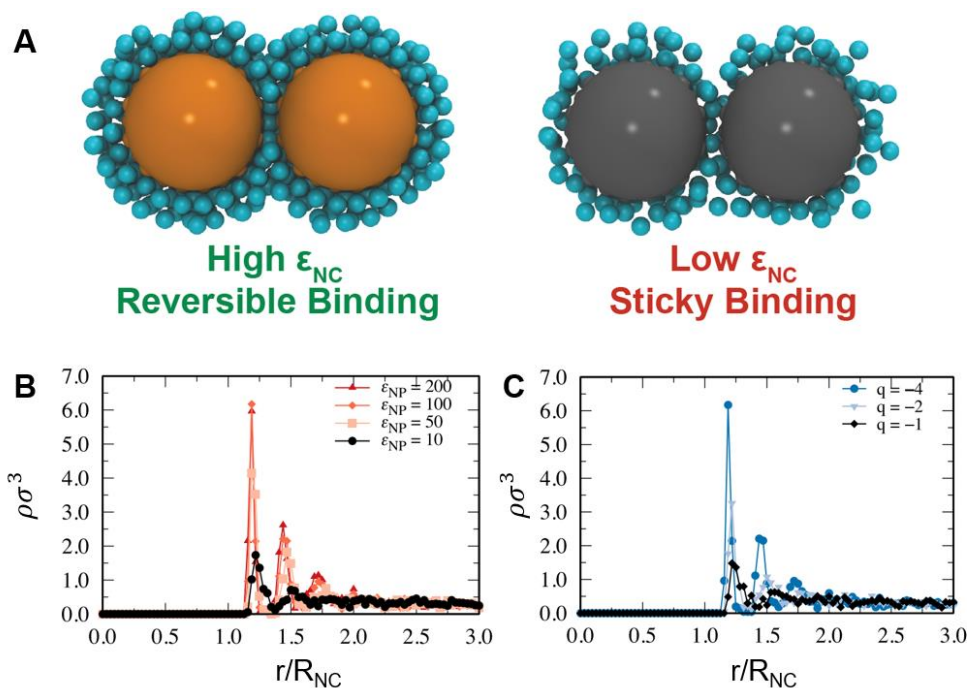 A
High ε_NC
Reversible Binding
Low ε_NC
Sticky Binding
B
7.0
6.0
5.0
4.0
3.0
2.0
1.0
0.0
ρσ³
ε_NP = 200
ε_NP = 100
ε_NP = 50
ε_NP = 10
0.0 0.5 1.0 1.5 2.0 2.5 3.0
r/R_NC
C
7.0
6.0
5.0
4.0
3.0
2.0
1.0
0.0
ρσ³
q = −4
q = −2
q = −1
0.0 0.5 1.0 1.5 2.0 2.5 3.0
r/R_NC